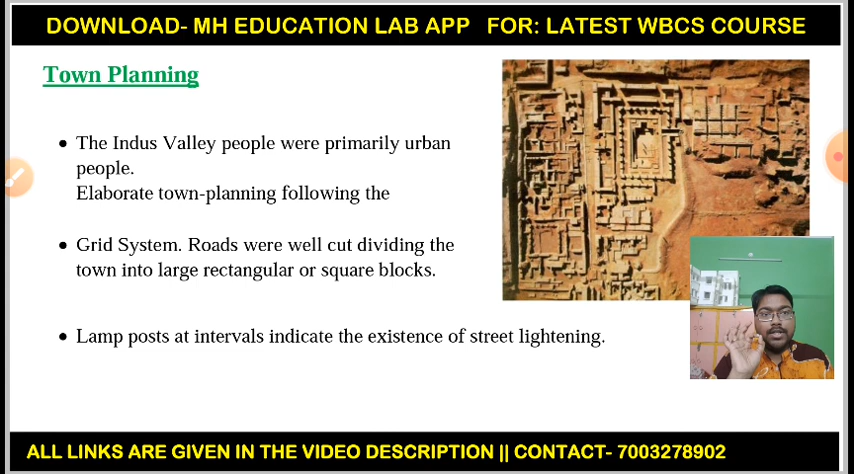 DOWNLOAD- MH EDUCATION LAB APP FOR: LATEST WBCS COURSE
Town Planning
• The Indus Valley people were primarily urban
people.
Elaborate town-planning following the
• Grid System. Roads were well cut dividing the
town into large rectangular or square blocks.
• Lamp posts at intervals indicate the existence of street lightening.
ALL LINKS ARE GIVEN IN THE VIDEO DESCRIPTION || CONTACT- 7003278902